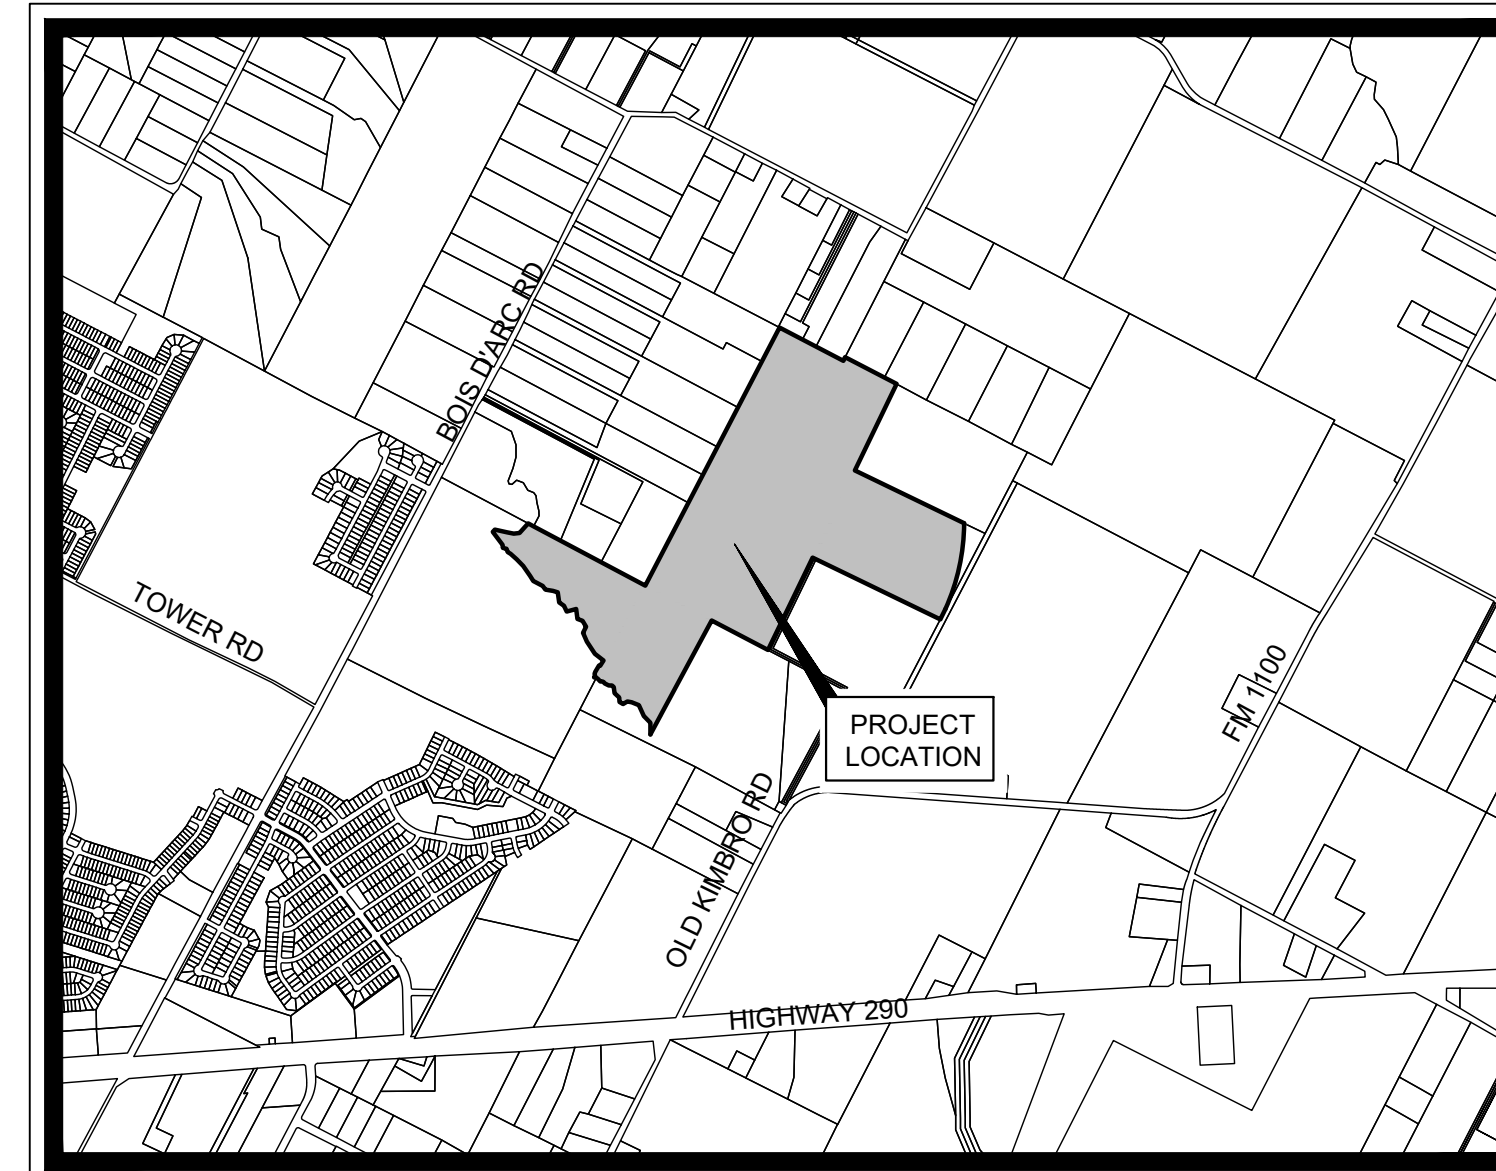 BOIS D'ARC RD
TOWER RD
FM 1100
PROJECT
LOCATION
OLD KIMBRO RD
HIGHWAY 290